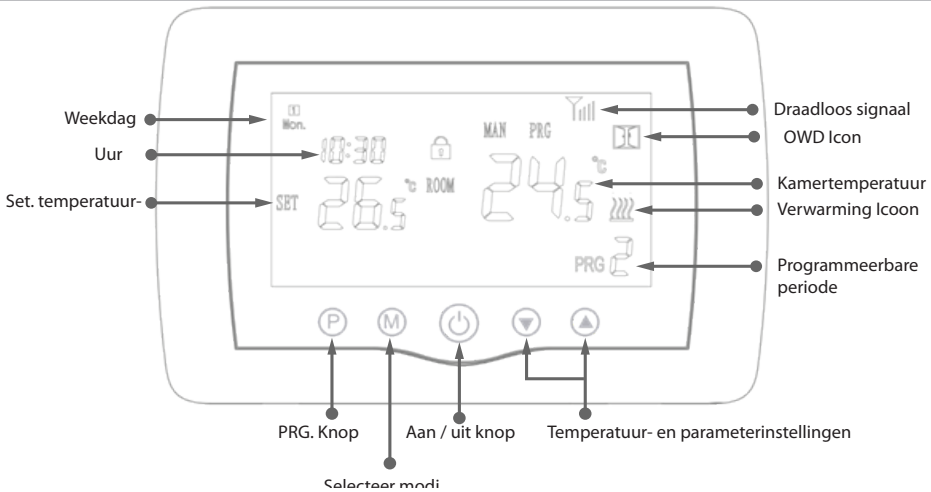 Weekdag
Uur
Set. temperatuur-
1
Mon.
10:30
SET
26.5
°C
ROOM
MAN PRG
24.5
°C
PRG 2
Draadloos signaal
OWD Icon
Kamertemperatuur
Verwarming Icoon
Programmeerbare
periode
P
M
PRG. Knop
Aan / uit knop
Temperatuur- en parameterinstellingen
Selecteer modi